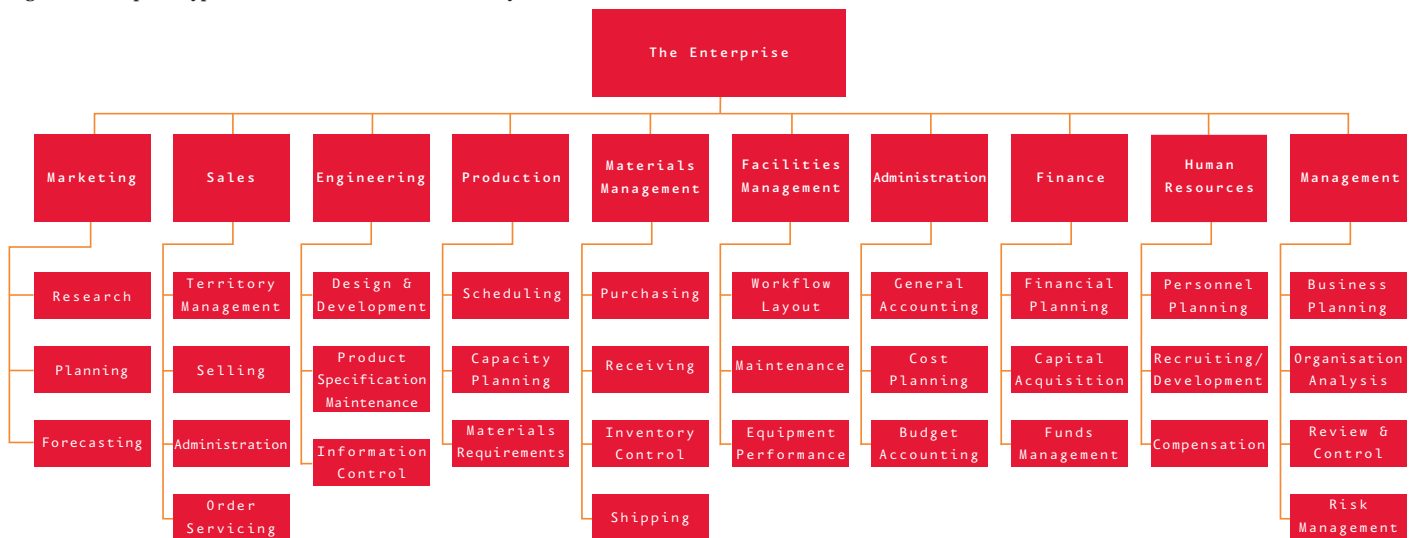 The Enterprise
Marketing
Sales
Engineering
Production
Materials
Management
Facilities
Management
Administration
Finance
Human
Resources
Management
Research
Planning
Forecasting
Territory
Management
Selling
Administration
Order
Servicing
Design &
Development
Product
Specification
Maintenance
Information
Control
Scheduling
Capacity
Planning
Materials
Requirements
Purchasing
Receiving
Inventory
Control
Shipping
Workflow
Layout
Maintenance
Equipment
Performance
General
Accounting
Cost
Planning
Budget
Accounting
Financial
Planning
Capital
Acquisition
Funds
Management
Personnel
Planning
Recruiting/
Development
Compensation
Business
Planning
Organisation
Analysis
Review &
Control
Risk
Management